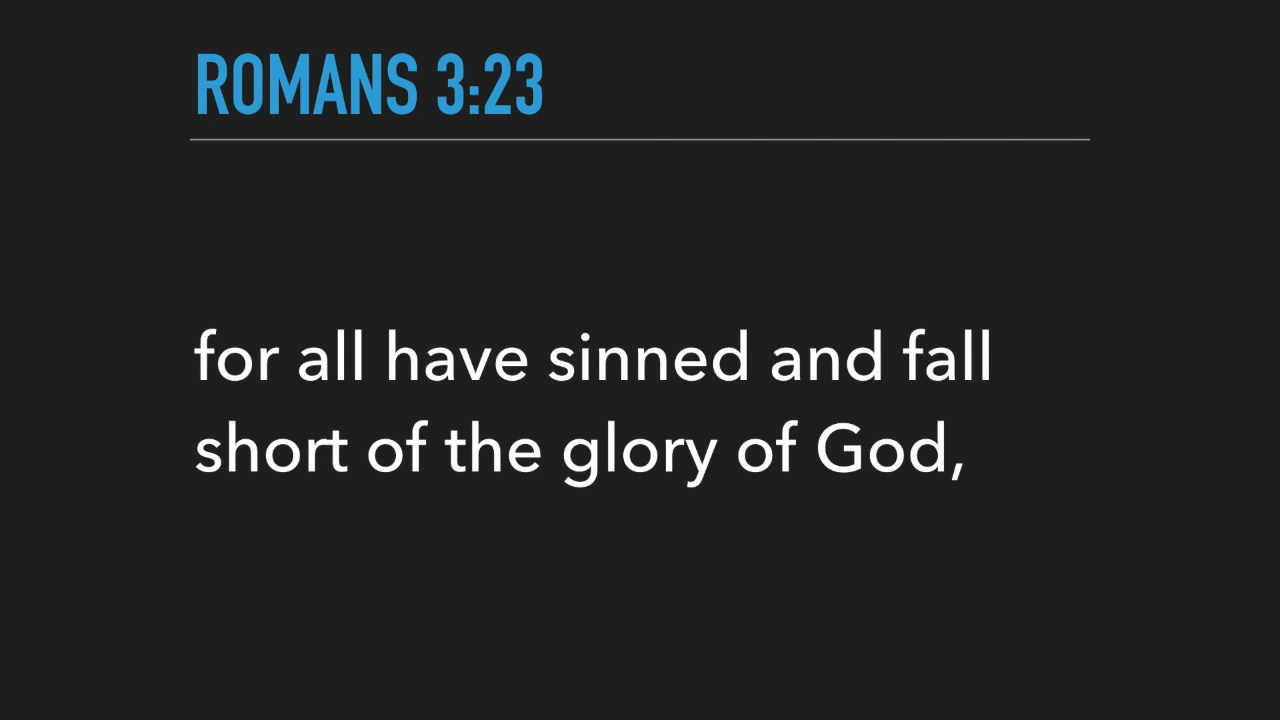 ROMANS 3:23
for all have sinned and fall
short of the glory of God,